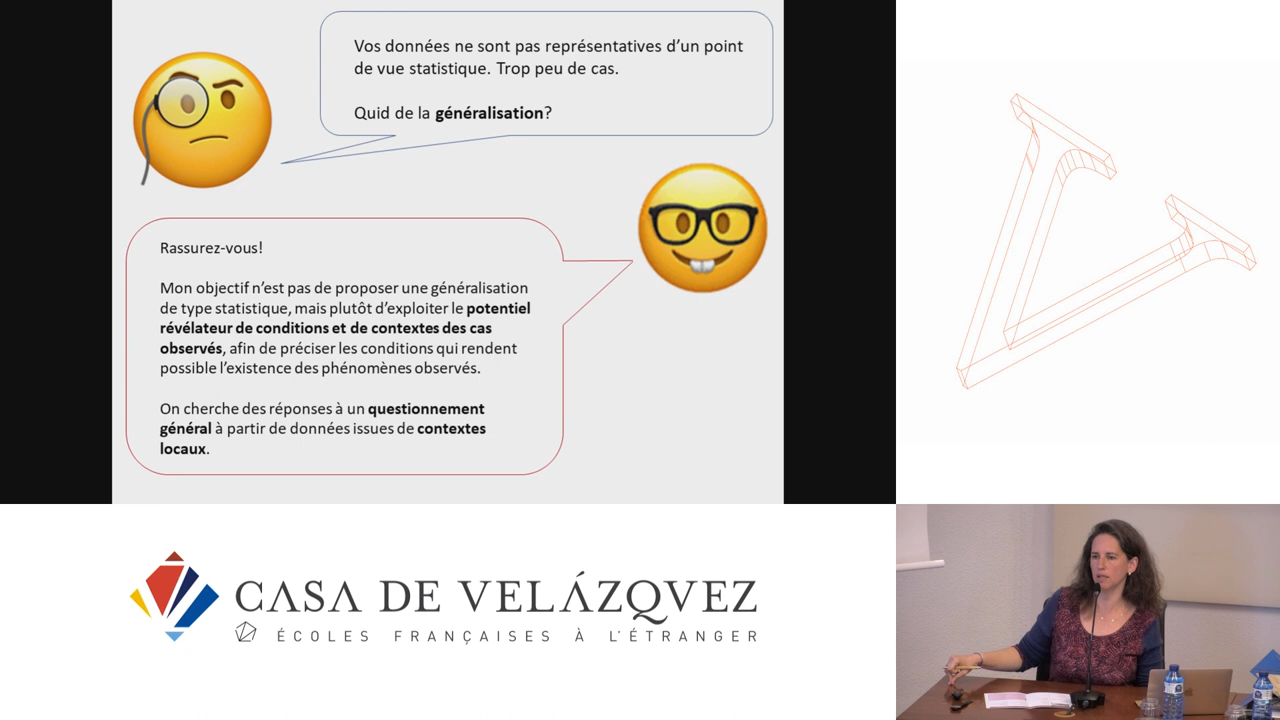 Vos données ne sont pas représentatives d'un point
de vue statistique. Trop peu de cas.
Quid de la généralisation?
Rassurez-vous!
Mon objectif n'est pas de proposer une généralisation
de type statistique, mais plutôt d'exploiter le potentiel
révélateur de conditions et de contextes des cas
observés, afin de préciser les conditions qui rendent
possible l'existence des phénomènes observés.
On cherche des réponses à un questionnement
général à partir de données issues de contextes
locaux.
CASA DE VELÁZQVEZ
ÉCOLES FRANÇAISES À L'ÉTRANGER